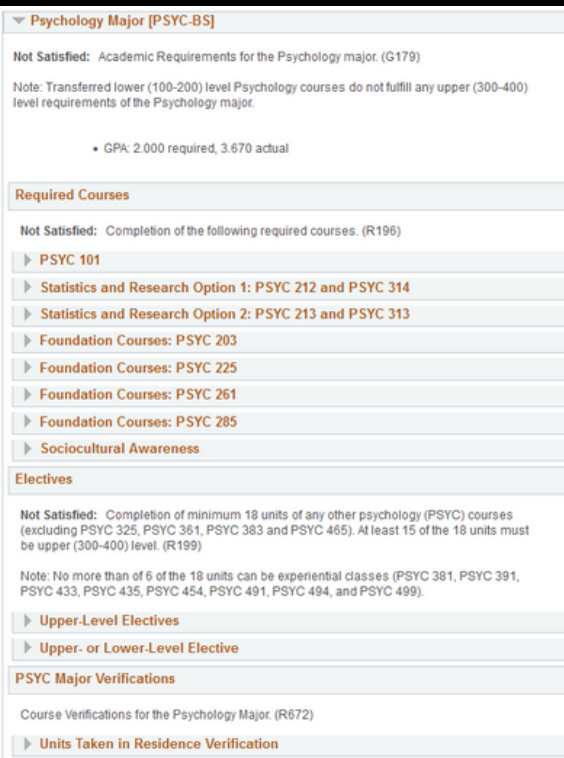 Psychology Major [PSYC-BS]
Not Satisfied: Academic Requirements for the Psychology major. (G179)
Note: Transferred lower (100-200) level Psychology courses do not fulfill any upper (300-400)
level requirements of the Psychology major.
• GPA: 2.000 required, 3.670 actual
Required Courses
Not Satisfied: Completion of the following required courses. (R196)
PSYC 101
Statistics and Research Option 1: PSYC 212 and PSYC 314
Statistics and Research Option 2: PSYC 213 and PSYC 313
Foundation Courses: PSYC 203
Foundation Courses: PSYC 225
Foundation Courses: PSYC 261
Foundation Courses: PSYC 285
Sociocultural Awareness
Electives
Not Satisfied: Completion of minimum 18 units of any other psychology (PSYC) courses
(excluding PSYC 325, PSYC 361, PSYC 383 and PSYC 465). At least 15 of the 18 units must
be upper (300-400) level. (R199)
Note: No more than of 6 of the 18 units can be experiential classes (PSYC 381, PSYC 391,
PSYC 433, PSYC 435, PSYC 454, PSYC 491, PSYC 494, and PSYC 499).
Upper-Level Electives
Upper- or Lower-Level Elective
PSYC Major Verifications
Course Verifications for the Psychology Major. (R672)
Units Taken in Residence Verification